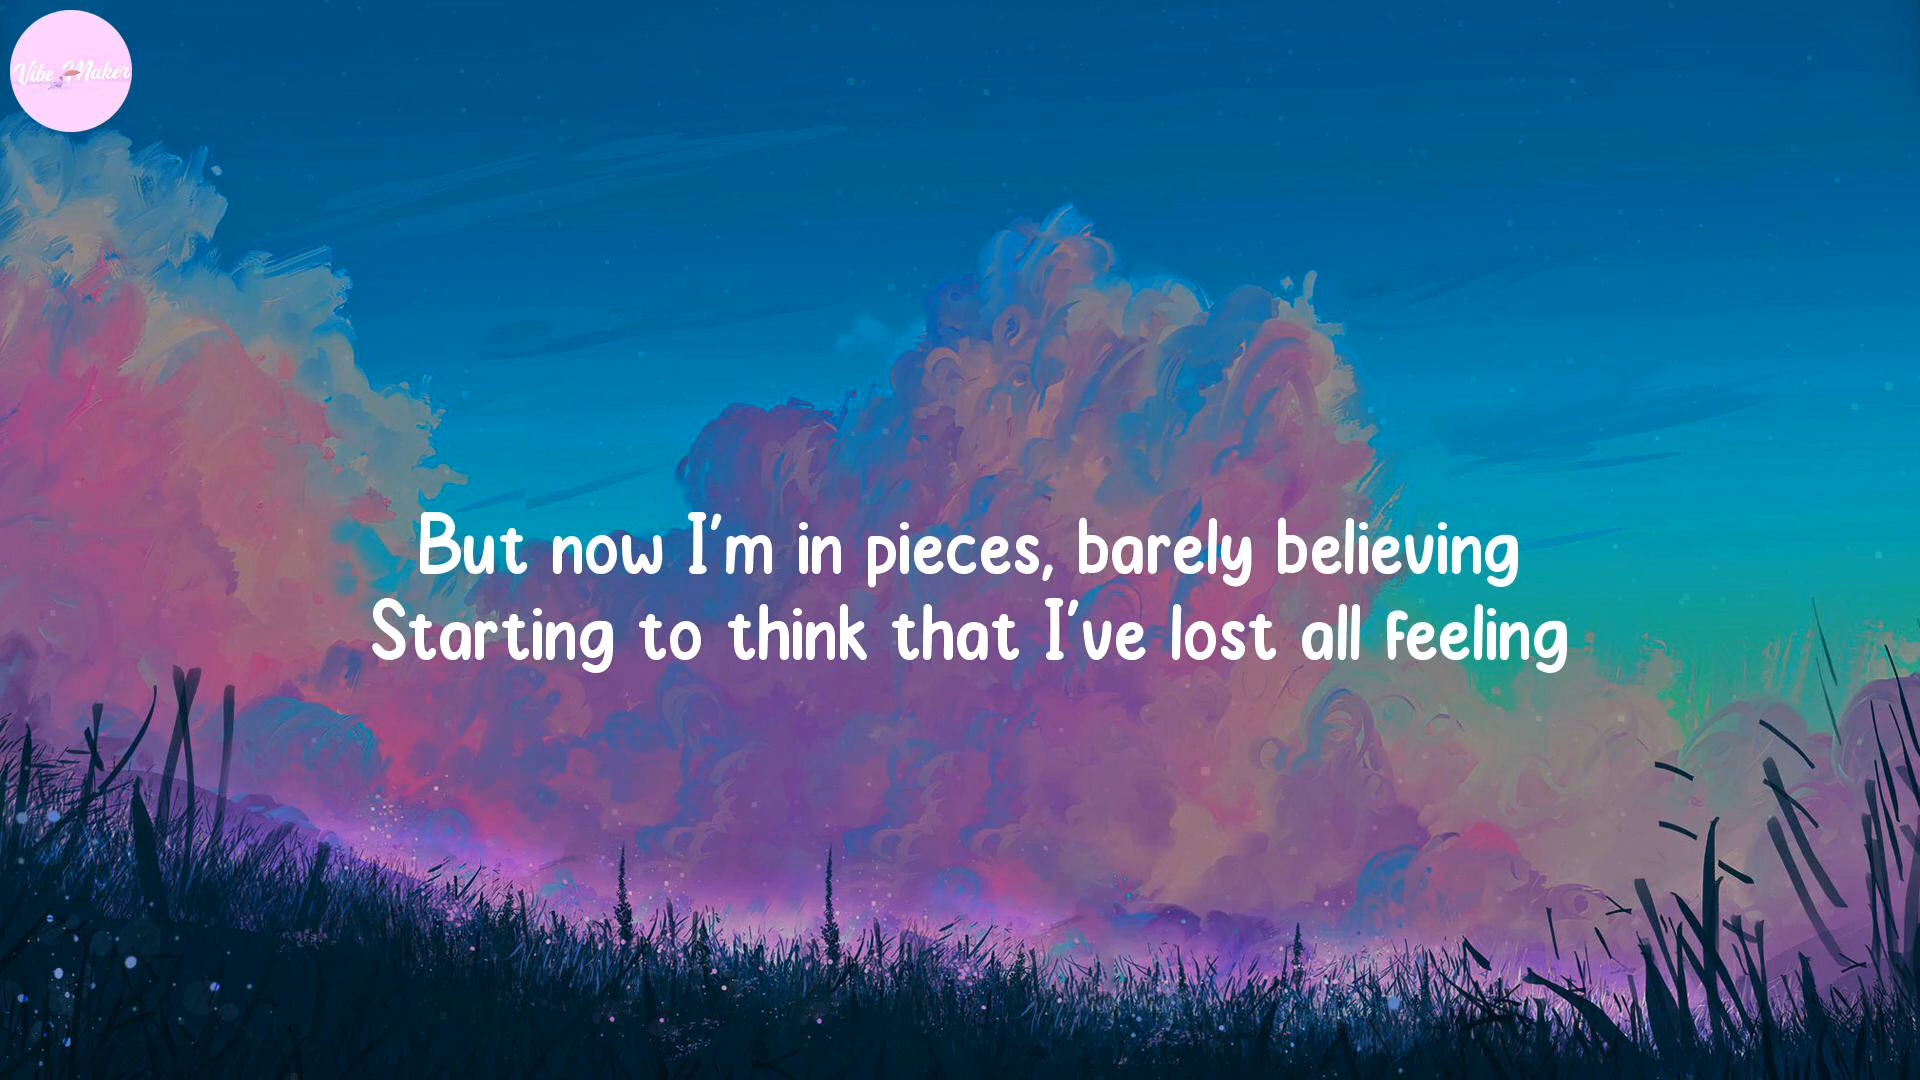 Vibe Maker
But now I'm in pieces, barely believing
Starting to think that I've lost all feeling